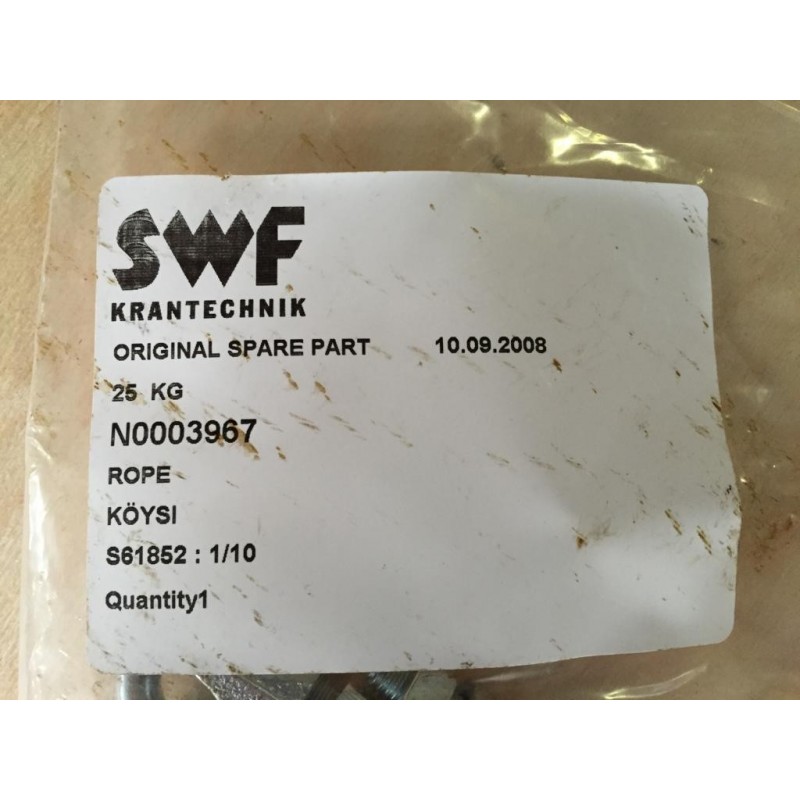 SWF
KRANTECHNIK
ORIGINAL SPARE PART 10.09.2008
25 KG
N0003967
ROPE
KÖYSI
S61852 : 1/10
Quantity1